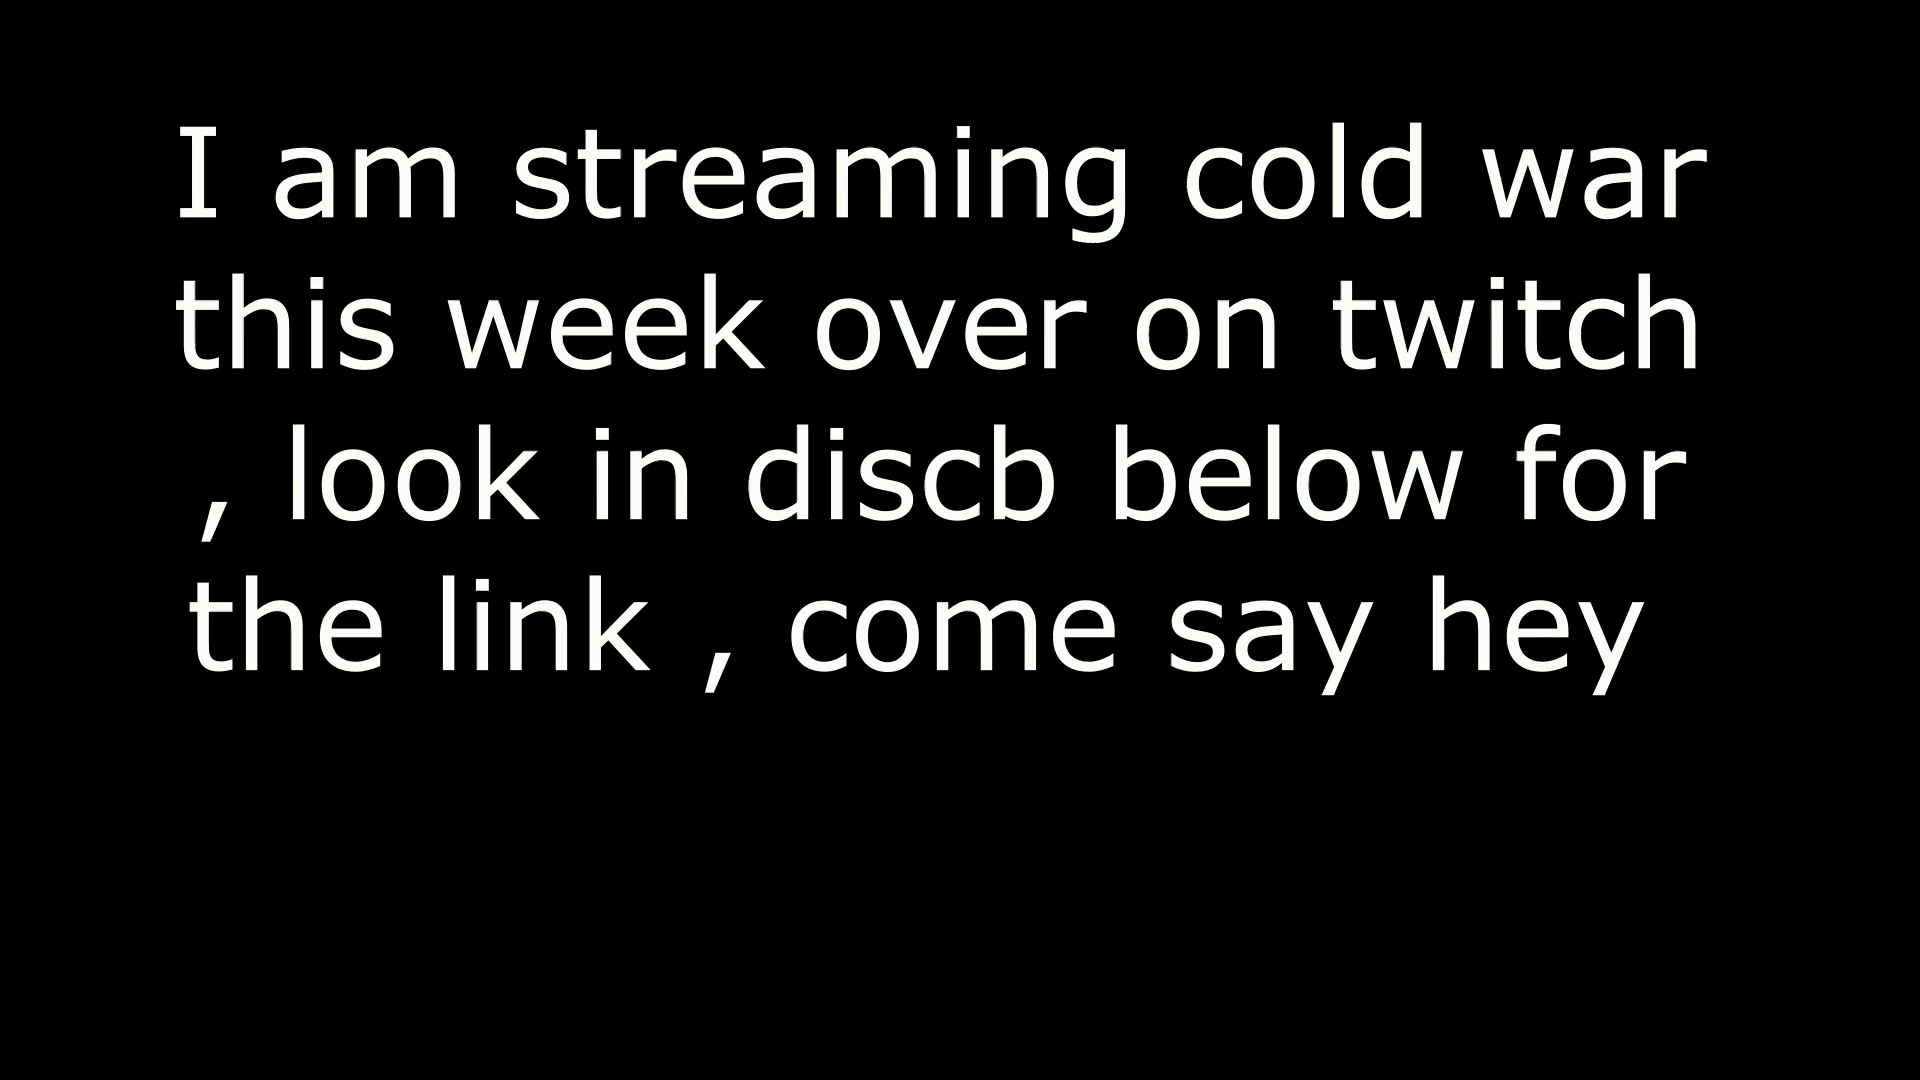 I am streaming cold war
this week over on twitch
, look in discb below for
the link , come say hey